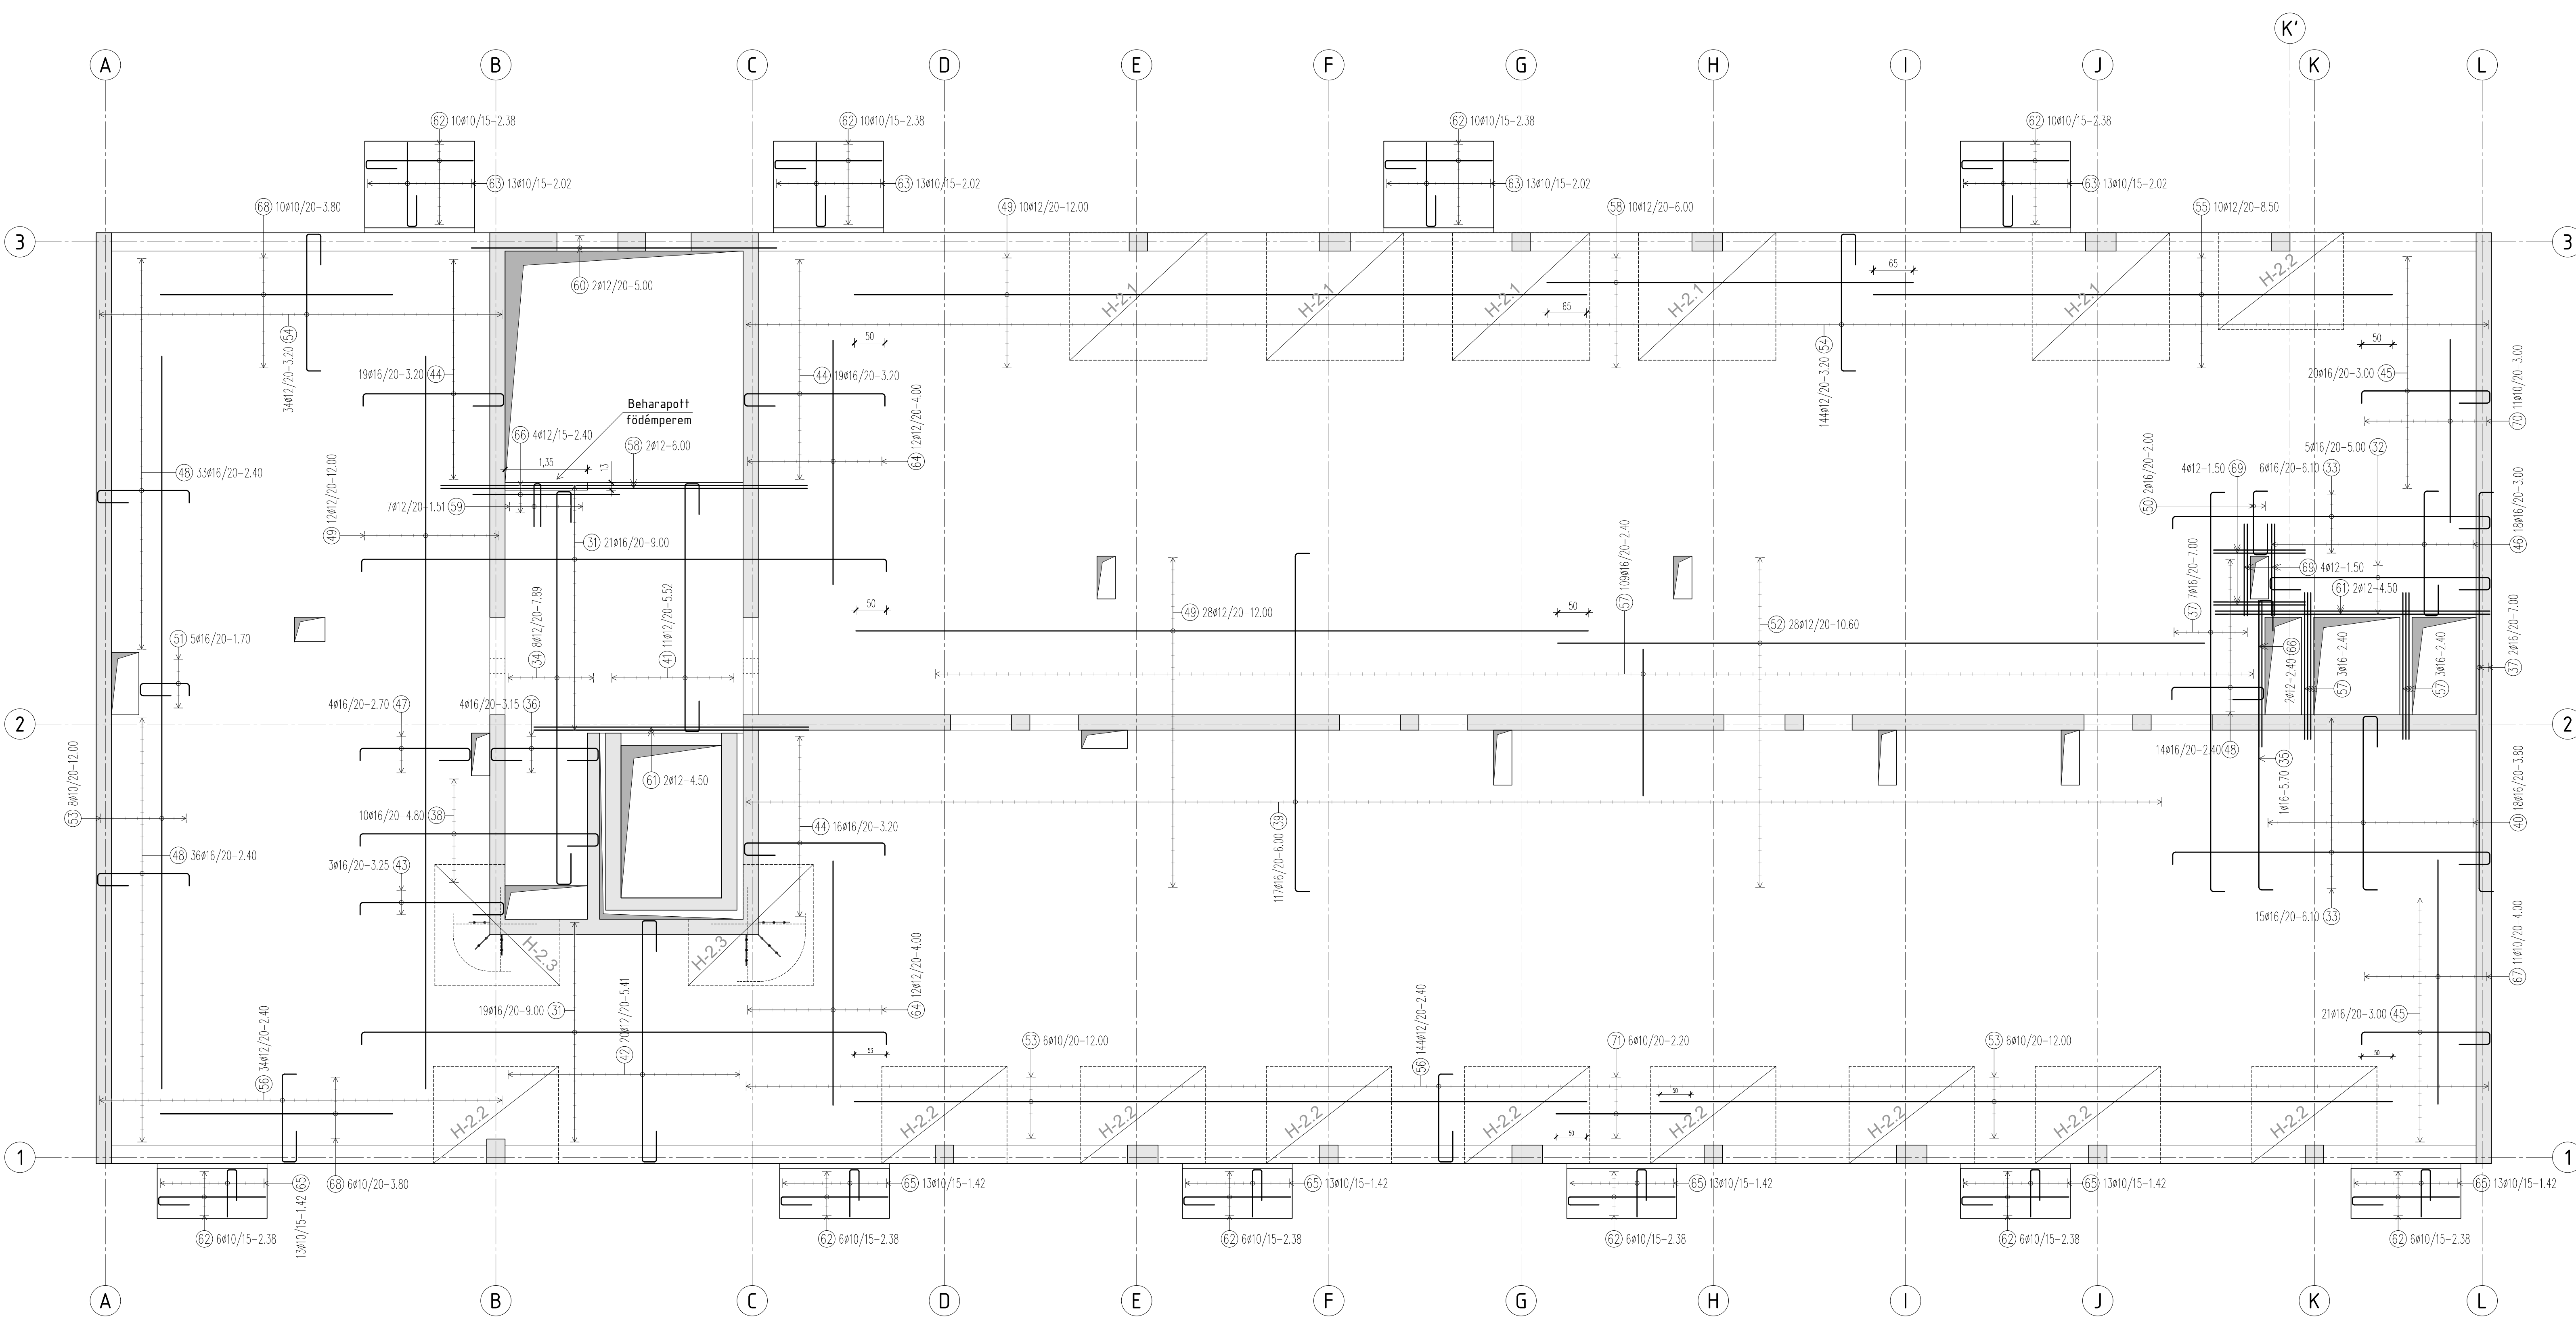 K'
A
B
C
D
E
F
G
H
I
J
K
L
62 10ø10/15-2.38
62 10ø10/15-2.38
62 10ø10/15-2.38
62 10ø10/15-2.38
63 13ø10/15-2.02
63 13ø10/15-2.02
63 13ø10/15-2.02
63 13ø10/15-2.02
68 10ø10/20-3.80
49 10ø12/20-12.00
58 10ø12/20-6.00
55 10ø12/20-8.50
3
3
60 2ø12/20-5.00
H-2.1
H-2.1
H-2.1
H-2.1
H-2.1
H-2.2
65
65
50
50
34ø12/20-3.20 54
144ø12/20-3.20 54
19ø16/20-3.20 44
44 19ø16/20-3.20
20ø16/20-3.00 45
70 11ø10/20-3.00
Beharapott
födémperem
66 4ø12/15-2.40
58 2ø12-6.00
1,35
13
64 12ø12/20-4.00
7ø12/20-1.51 59
48 33ø16/20-2.40
49 12ø12/20-12.00
31 21ø16/20-9.00
5ø16/20-5.00 32
4ø12-1.50 69
6ø16/20-6.10 33
50 2ø16/20-2.00
46 18ø16/20-3.00
69 4ø12-1.50
61 2ø12-4.50
37 7ø16/20-7.00
37 2ø16/20-7.00
50
50
49 28ø12/20-12.00
57 109ø16/20-2.40
52 28ø12/20-10.60
51 5ø16/20-1.70
34 8ø12/20-7.89
41 11ø12/20-5.52
2ø12-2.40 66
57 3ø16-2.40
57 3ø16-2.40
4ø16/20-2.70 47
4ø16/20-3.15 36
2
2
14ø16/20-2.40 48
1ø16-5.70 35
61 2ø12-4.50
53 8ø10/20-12.00
10ø16/20-4.80 38
44 16ø16/20-3.20
117ø16/20-6.00 39
40 18ø16/20-3.80
48 36ø16/20-2.40
3ø16/20-3.25 43
15ø16/20-6.10 33
H-2.3
H-2.3
64 12ø12/20-4.00
67 11ø10/20-4.00
19ø16/20-9.00 31
42 20ø12/20-5.41
21ø16/20-3.00 45
56 34ø12/20-2.40
53
53 6ø10/20-12.00
56 144ø12/20-2.40
71 6ø10/20-2.20
53 6ø10/20-12.00
50
50
50
H-2.2
H-2.2
H-2.2
H-2.2
H-2.2
H-2.2
H-2.2
H-2.2
H-2.2
1
1
13ø10/15-1.42 65
68 6ø10/20-3.80
65 13ø10/15-1.42
65 13ø10/15-1.42
65 13ø10/15-1.42
65 13ø10/15-1.42
65 13ø10/15-1.42
62 6ø10/15-2.38
62 6ø10/15-2.38
62 6ø10/15-2.38
62 6ø10/15-2.38
62 6ø10/15-2.38
62 6ø10/15-2.38
A
B
C
D
E
F
G
H
I
J
K
L